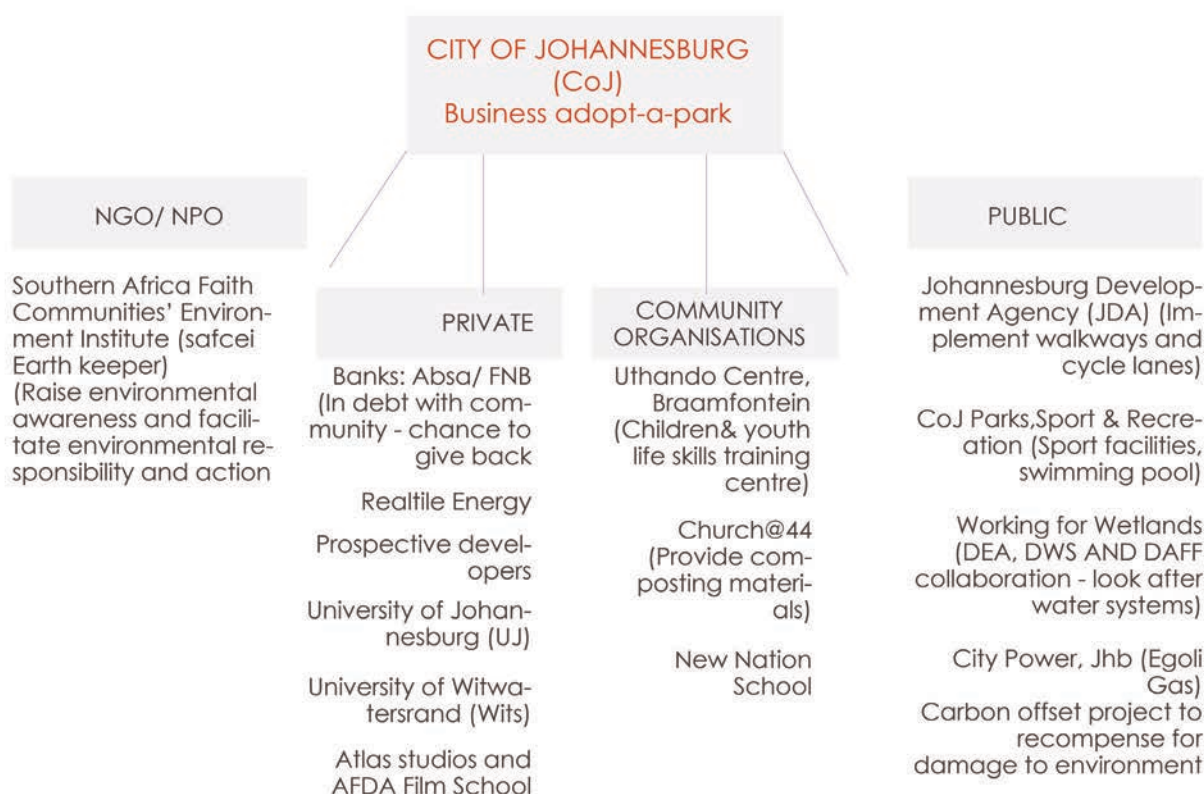 CITY OF JOHANNESBURG
(CoJ)
Business adopt-a-park
NGO/ NPO
Southern Africa Faith
Communities' Environ-
ment Institute (safcei
Earth keeper)
(Raise environmental
awareness and facili-
tate environmental re-
sponsibility and action
PRIVATE
Banks: Absa/ FNB
(In debt with com-
munity - chance to
give back
Realtile Energy
Prospective devel-
opers
University of Johan-
nesburg (UJ)
University of Witwa-
tersrand (Wits)
Atlas studios and
AFDA Film School
COMMUNITY
ORGANISATIONS
Uthando Centre,
Braamfontein
(Children& youth
life skills training
centre)
Church@44
(Provide com-
posting materi-
als)
New Nation
School
PUBLIC
Johannesburg Develop-
ment Agency (JDA) (Im-
plement walkways and
cycle lanes)
CoJ Parks,Sport & Recre-
ation (Sport facilities,
swimming pool)
Working for Wetlands
(DEA, DWS AND DAFF
collaboration - look after
water systems)
City Power, Jhb (Egoli
Gas)
Carbon offset project to
recompense for
damage to environment